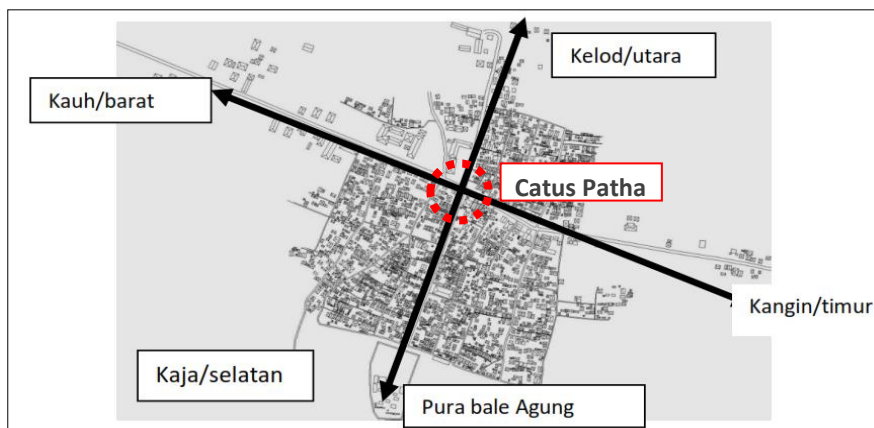 Kelod/utara
Kauh/barat
Catus Patha
Kangin/timur
Kaja/selatan
Pura bale Agung